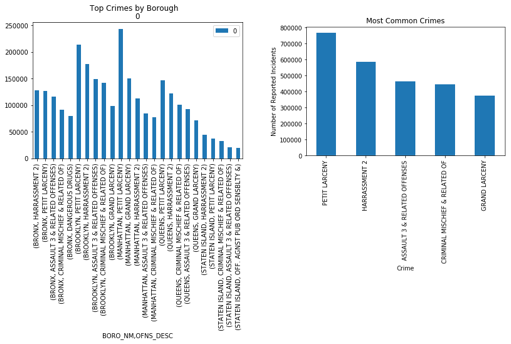 Top Crimes by Borough
0
250000
200000
150000
100000
50000
0
0
(BRONX, HARRASSMENT 2)
(BRONX, PETIT LARCENY)
(BRONX, ASSAULT 3 & RELATED OFFENSES)
(BRONX, CRIMINAL MISCHIEF & RELATED OF)
(BRONX, DANGEROUS DRUGS)
(BROOKLYN, PETIT LARCENY)
(BROOKLYN, HARRASSMENT 2)
(BROOKLYN, ASSAULT 3 & RELATED OFFENSES)
(BROOKLYN, CRIMINAL MISCHIEF & RELATED OF)
(BROOKLYN, GRAND LARCENY)
(MANHATTAN, PETIT LARCENY)
(MANHATTAN, GRAND LARCENY)
(MANHATTAN, HARRASSMENT 2)
(MANHATTAN, ASSAULT 3 & RELATED OFFENSES)
(MANHATTAN, CRIMINAL MISCHIEF & RELATED OF)
(QUEENS, PETIT LARCENY)
(QUEENS, HARRASSMENT 2)
(QUEENS, CRIMINAL MISCHIEF & RELATED OF)
(QUEENS, ASSAULT 3 & RELATED OFFENSES)
(QUEENS, GRAND LARCENY)
(STATEN ISLAND, HARRASSMENT 2)
(STATEN ISLAND, PETIT LARCENY)
(STATEN ISLAND, CRIMINAL MISCHIEF & RELATED OF)
(STATEN ISLAND, ASSAULT 3 & RELATED OFFENSES)
(STATEN ISLAND, OFF. AGNST PUB ORD SENSBLTY &)
BORO_NM,OFNS_DESC
Most Common Crimes
Number of Reported Incidents
800000
700000
600000
500000
400000
300000
200000
100000
0
PETIT LARCENY
HARRASSMENT 2
ASSAULT 3 & RELATED OFFENSES
CRIMINAL MISCHIEF & RELATED OF
GRAND LARCENY
Crime